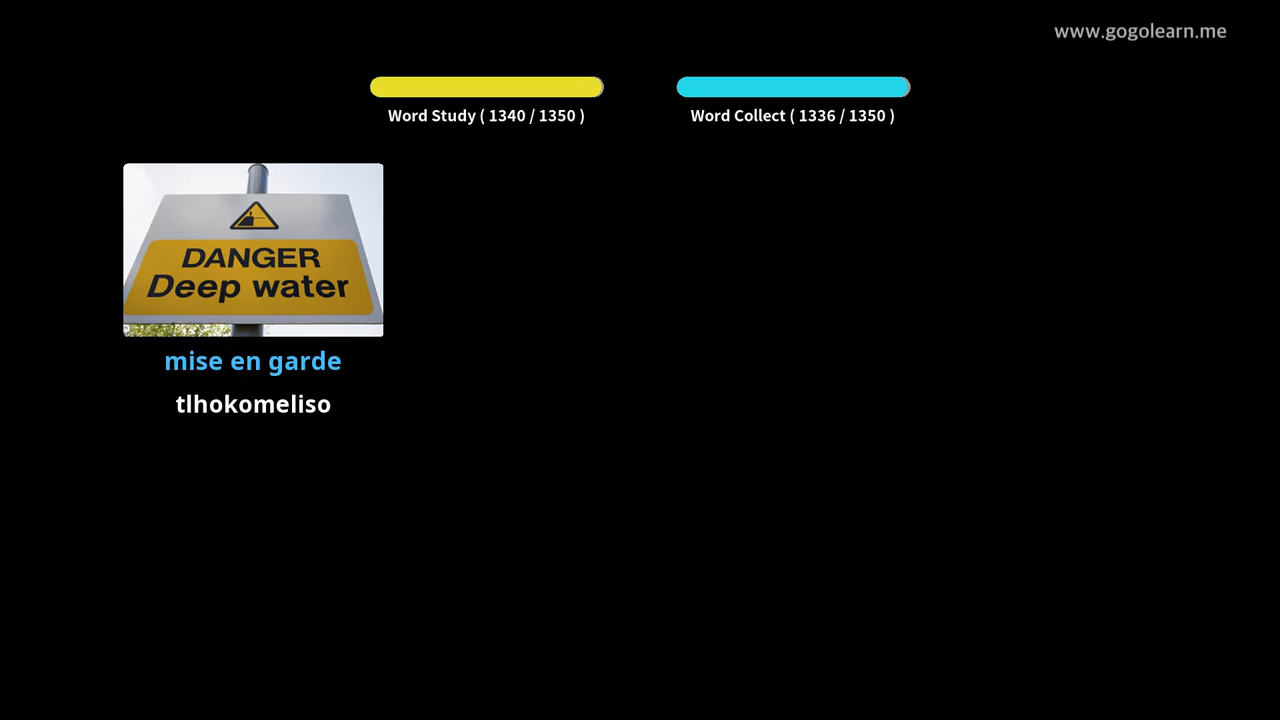 www.gogolearn.me
Word Study ( 1340 / 1350 )
Word Collect ( 1336 / 1350 )
DANGER
Deep water
mise en garde
tlhokomeliso